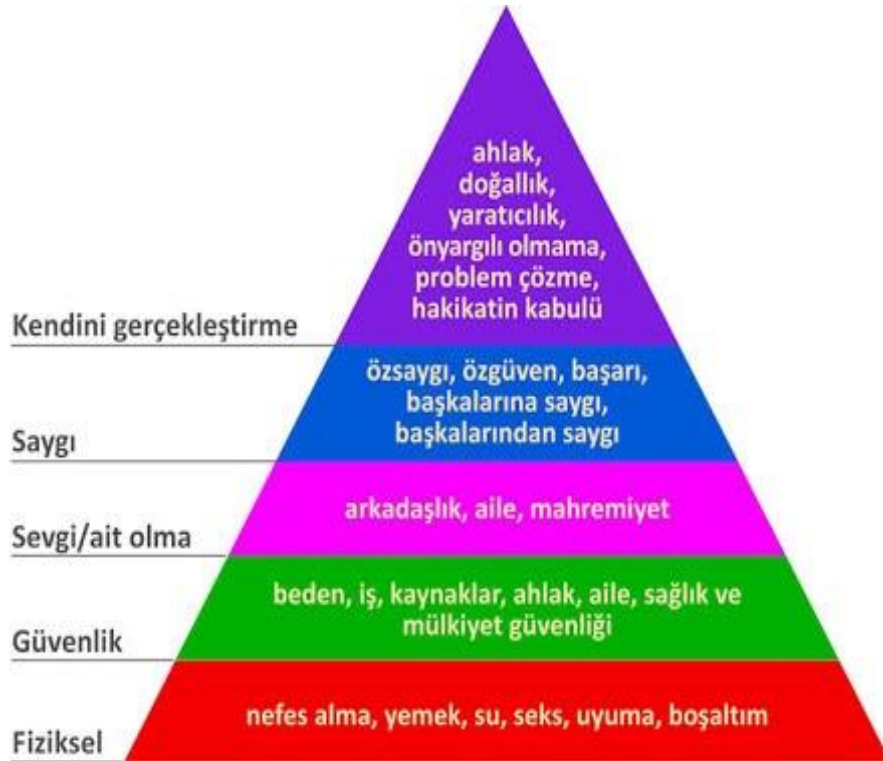 ahlak,
doğallık,
yaratıcılık,
önyargılı olmama,
problem çözme,
hakikatin kabulü
Kendini gerçekleştirme
özsaygı, özgüven, başarı,
başkalarına saygı,
başkalarından saygı
Saygı
arkadaşlık, aile, mahremiyet
Sevgi/ait olma
beden, iş, kaynaklar, ahlak, aile, sağlık ve
mülkiyet güvenliği
Güvenlik
nefes alma, yemek, su, seks, uyuma, boşaltım
Fiziksel